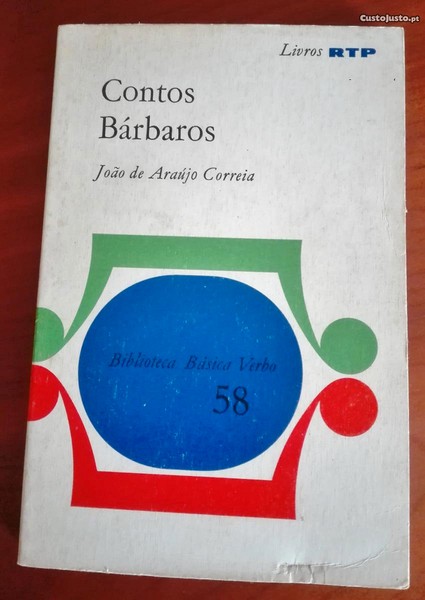 CustoJusto.pt
Livros RTP
Contos
Bárbaros
João de Araújo Correia
Biblioteca Básica Verbo
58